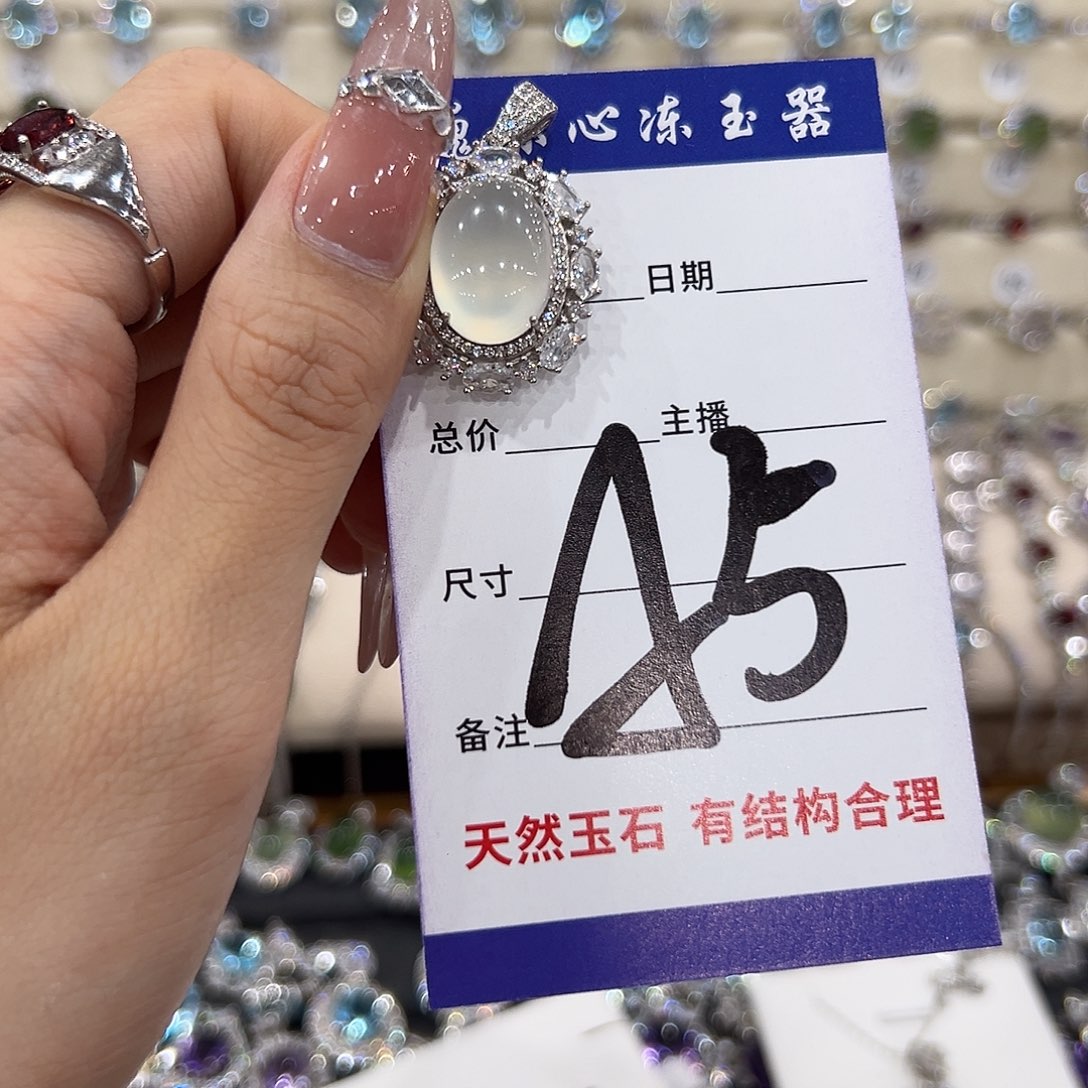 心冻玉器
日期
总价 主播
尺寸
A5
备注
天然玉石 有结构合理